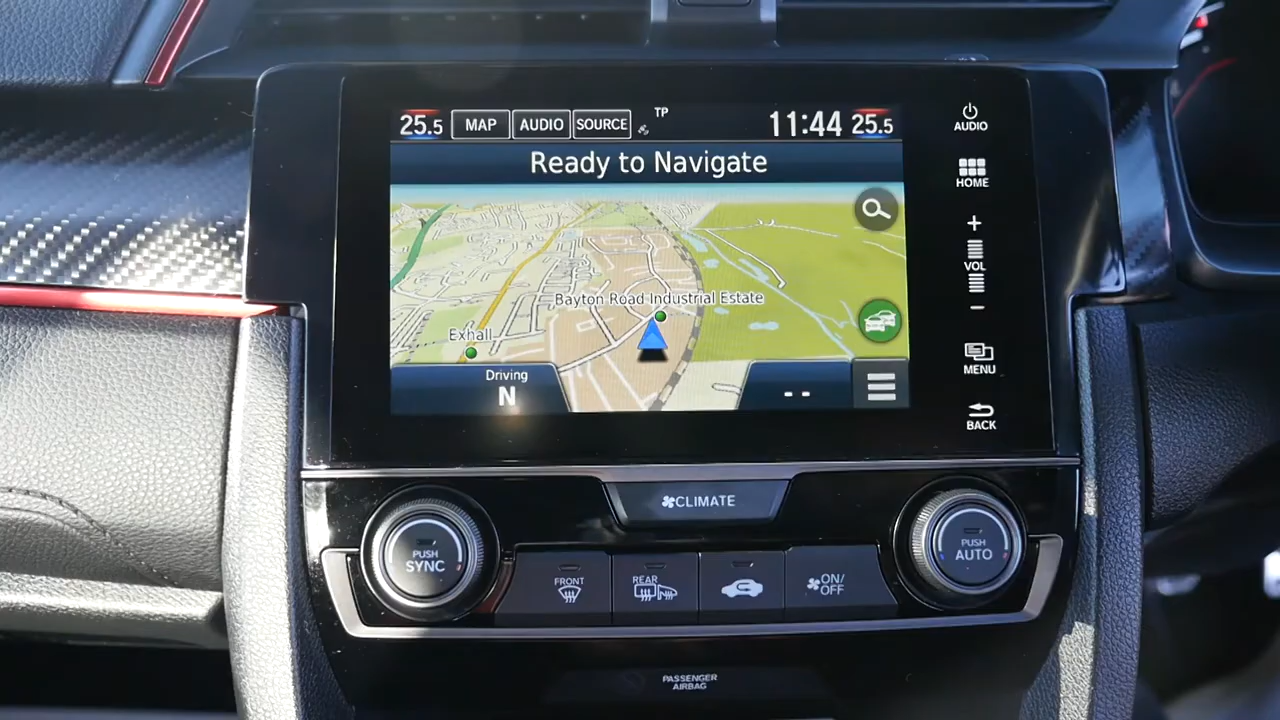 25.5 MAP AUDIO SOURCE TP 11:44 25.5
Ready to Navigate
Bayton Road Industrial Estate
Exhall
Driving
N
- -
AUDIO
HOME
+
VOL
-
MENU
BACK
CLIMATE
PUSH
SYNC
FRONT
REAR
ON/
OFF
PUSH
AUTO
PASSENGER
AIRBAG